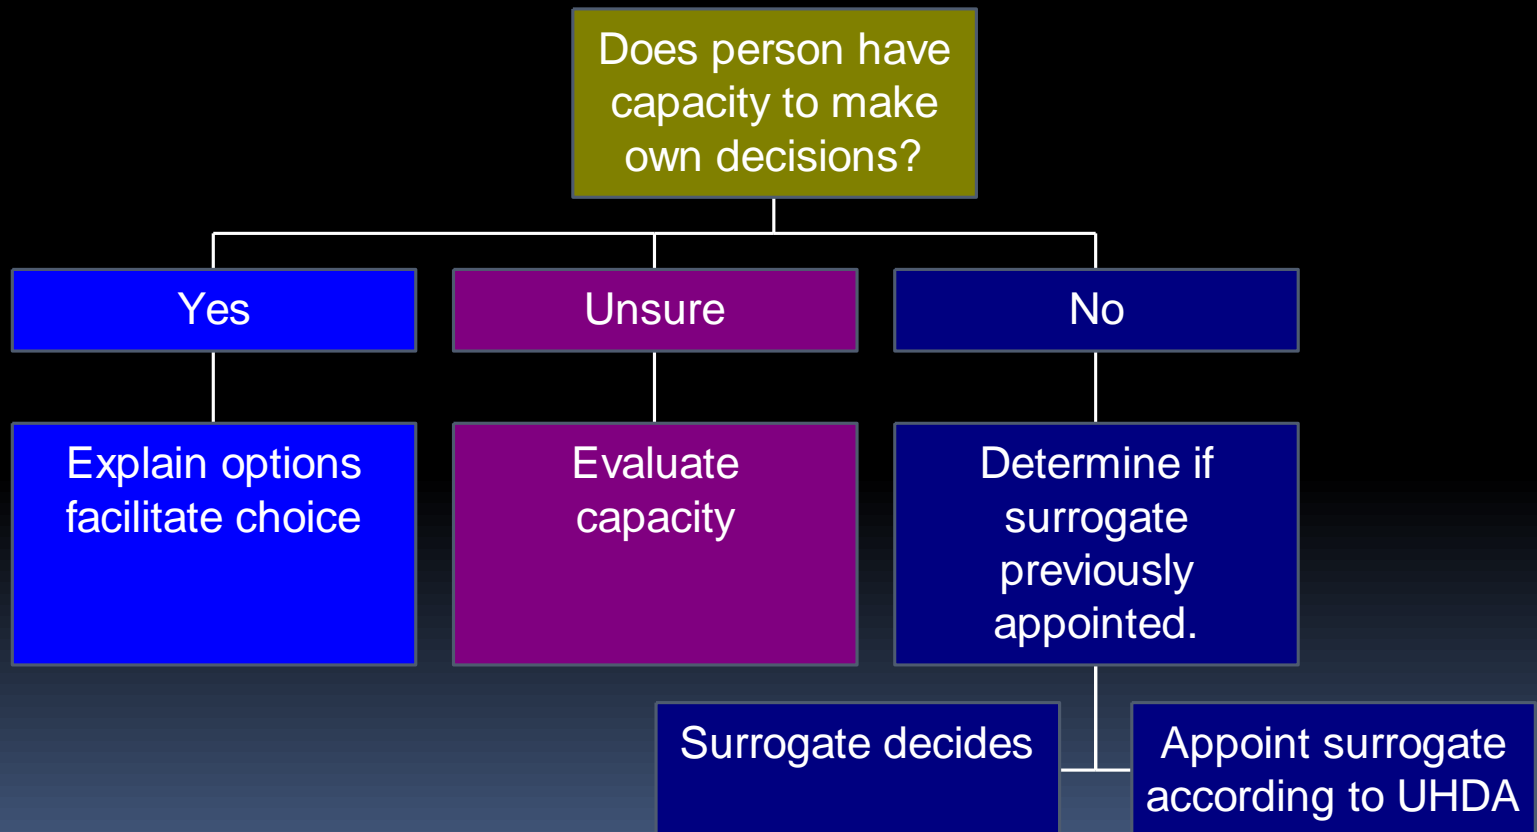 Does person have
capacity to make
own decisions?
Yes
Unsure
No
Explain options
facilitate choice
Evaluate
capacity
Determine if
surrogate
previously
appointed.
Surrogate decides
Appoint surrogate
according to UHDA